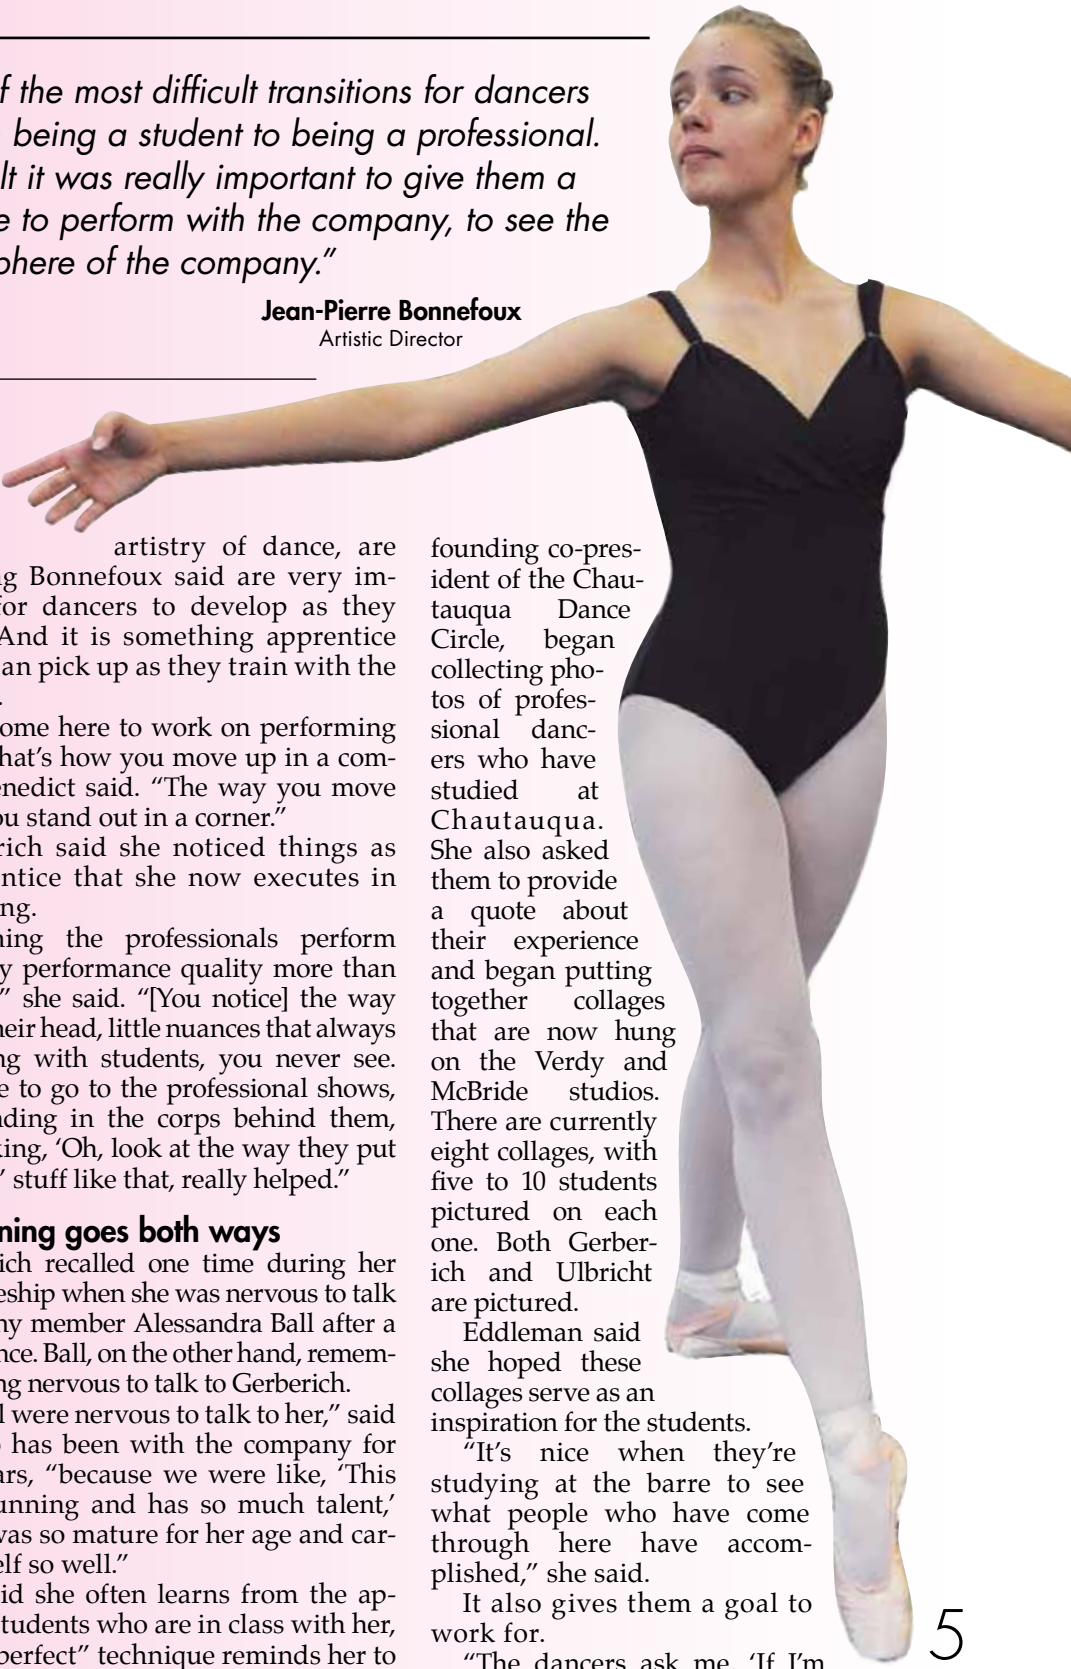 f the most difficult transitions for dancers
being a student to being a professional.
lt it was really important to give them a
e to perform with the company, to see the
phere of the company.”
Jean-Pierre Bonnefoux
Artistic Director
artistry of dance, are
ng Bonnefoux said are very im-
for dancers to develop as they
And it is something apprentice
an pick up as they train with the
.
ome here to work on performing
hat’s how you move up in a com-
enedict said. “The way you move
ou stand out in a corner.”
rich said she noticed things as
ntice that she now executes in
ng.
ning the professionals perform
y performance quality more than
” she said. “[You notice] the way
heir head, little nuances that always
ng with students, you never see.
e to go to the professional shows,
nding in the corps behind them,
king, ‘Oh, look at the way they put
’ stuff like that, really helped.”
ning goes both ways
ich recalled one time during her
eship when she was nervous to talk
ny member Alessandra Ball after a
nce. Ball, on the other hand, remem-
ng nervous to talk to Gerberich.
l were nervous to talk to her,” said
o has been with the company for
ars, “because we were like, ‘This
unning and has so much talent,’
was so mature for her age and car-
elf so well.”
id she often learns from the ap-
students who are in class with her,
perfect” technique reminds her to
founding co-pres-
ident of the Chau-
tauqua Dance
Circle, began
collecting pho-
tos of profes-
sional danc-
ers who have
studied at
Chautauqua.
She also asked
them to provide
a quote about
their experience
and began putting
together collages
that are now hung
on the Verdy and
McBride studios.
There are currently
eight collages, with
five to 10 students
pictured on each
one. Both Gerber-
ich and Ulbricht
are pictured.
Eddleman said
she hoped these
collages serve as an
inspiration for the students.
“It’s nice when they’re
studying at the barre to see
what people who have come
through here have accom-
plished,” she said.
It also gives them a goal to
work for.
“The dancers ask me, ‘If I’m
5